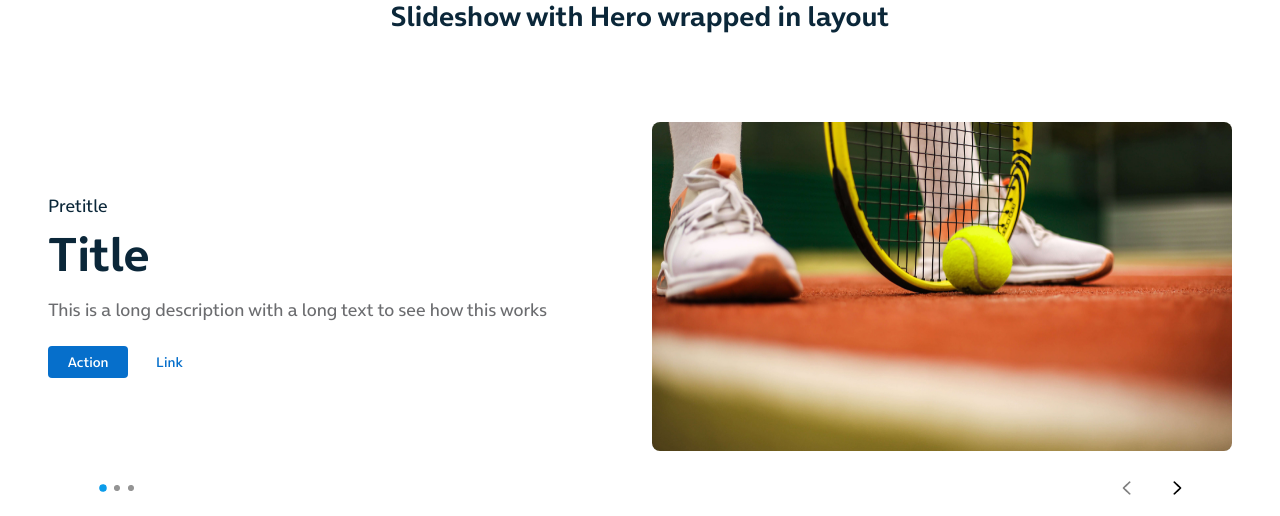 Slideshow with Hero wrapped in layout
Pretitle
Title
This is a long description with a long text to see how this works
Action
Link